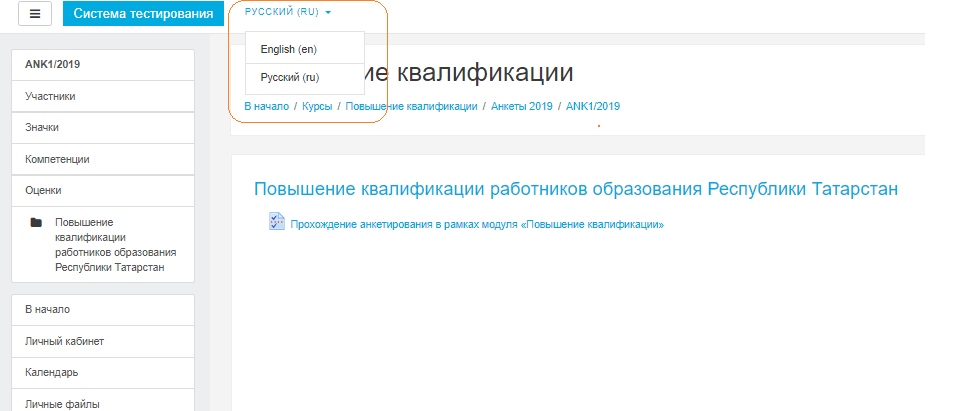 Система тестирования
РУССКИЙ (RU)
English (en)
Русский (ru)
ие квалификации
В начало / Курсы / Повышение квалификации / Анкеты 2019 / ANK1/2019
ANK1/2019
Участники
Значки
Компетенции
Оценки
Повышение
квалификации
работников образования
Республики Татарстан
В начало
Личный кабинет
Календарь
Личные файлы
Повышение квалификации работников образования Республики Татарстан
Прохождение анкетирования в рамках модуля «Повышение квалификации»